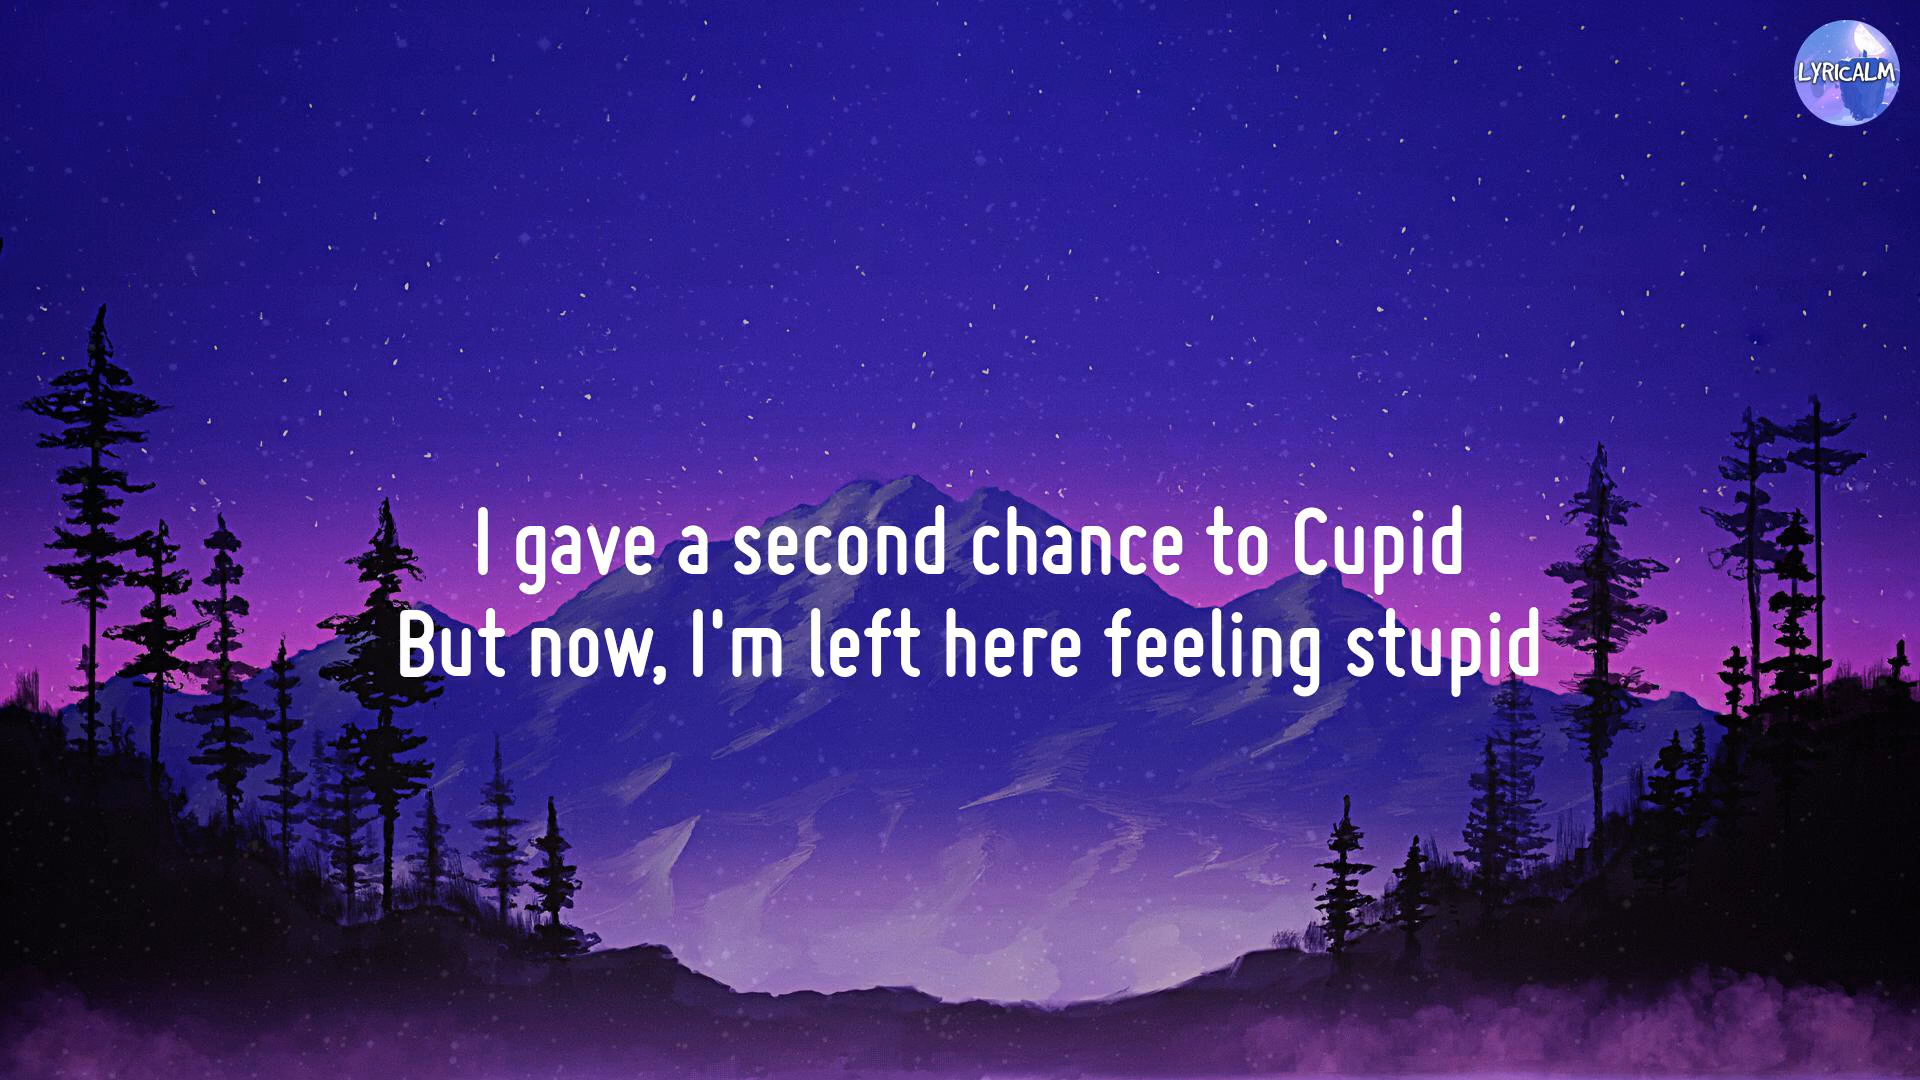 LYRICALM
I gave a second chance to Cupid
But now, I'm left here feeling stupid